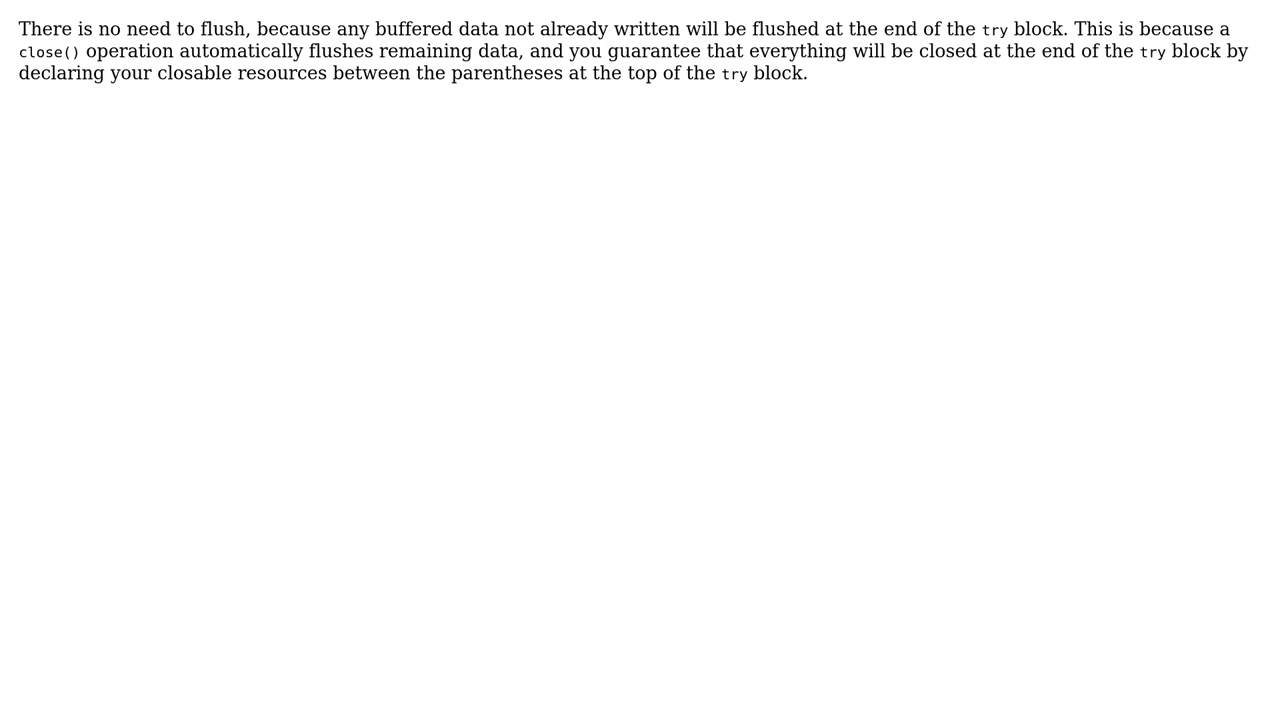 There is no need to flush, because any buffered data not already written will be flushed at the end of the try block. This is because a
close() operation automatically flushes remaining data, and you guarantee that everything will be closed at the end of the try block by
declaring your closable resources between the parentheses at the top of the try block.